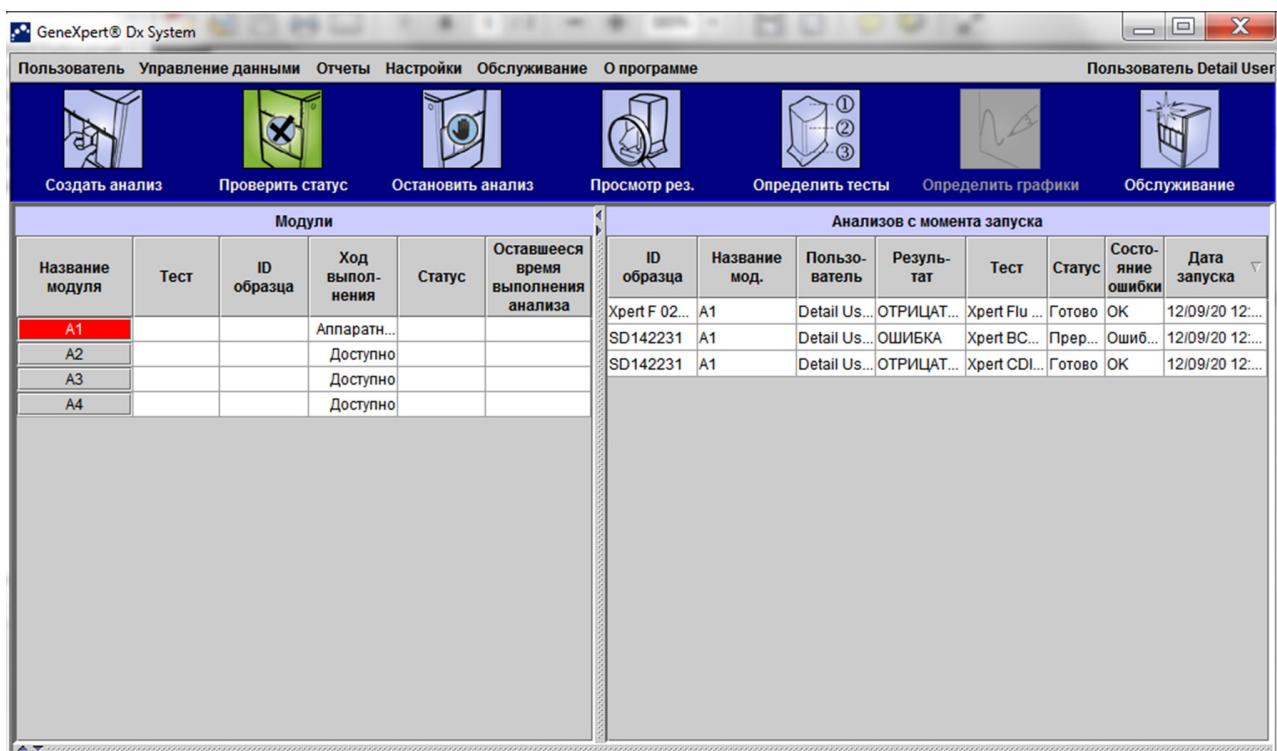 GeneXpert® Dx System
Пользователь Управление данными Отчеты Настройки Обслуживание О программе Пользователь Detail User
①
②
③
Создать анализ Проверить статус Остановить анализ Просмотр рез. Определить тесты Определить графики Обслуживание
Модули
Название модуля
Тест
ID образца
Ход выпол-
нения
Статус
Оставшееся время выполнения анализа
A1 Аппаратн...
A2 Доступно
A3 Доступно
A4 Доступно
Анализов с момента запуска
ID образца
Название мод.
Пользо-
ватель
Резуль-
тат
Тест
Статус
Состо-
яние ошибки
Дата запуска
Xpert F 02... A1 Detail Us... ОТРИЦАТ... Xpert Flu ... Готово OK 12/09/20 12:...
SD142231 A1 Detail Us... ОШИБКА Xpert BC... Прер... Ошиб... 12/09/20 12:...
SD142231 A1 Detail Us... ОТРИЦАТ... Xpert CDI... Готово OK 12/09/20 12:...